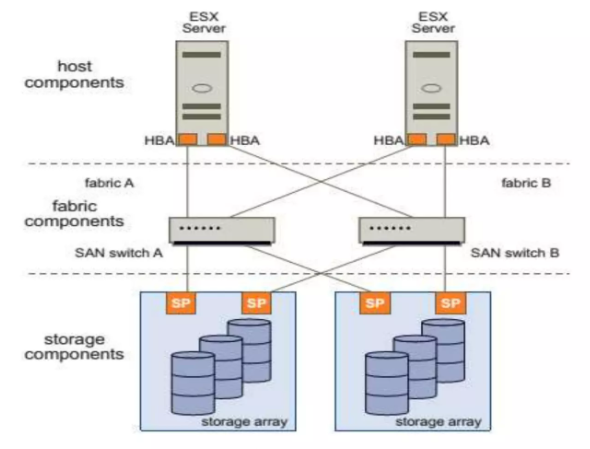 ESX
Server
ESX
Server
host
components
HBA
HBA
HBA
HBA
fabric A
fabric B
fabric
components
SAN switch A
SAN switch B
SP
SP
SP
SP
storage
components
storage array
storage array